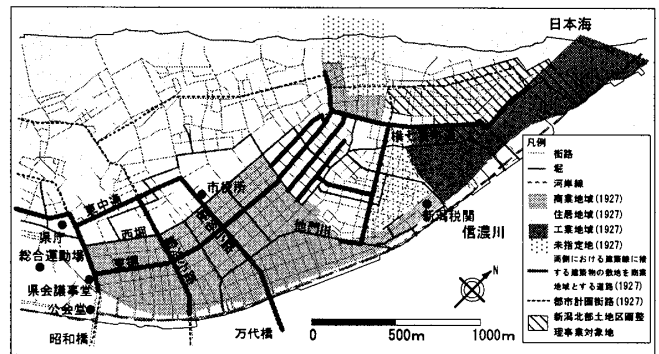 日本海
横七番町通
市役所
東中通
西堀
東堀
新潟税関
信濃川
他門川
県庁
総合運動場
県会議事堂
公会堂
昭和橋
万代橋
0 500m 1000m
N
凡例
街路
堀
河岸線
商業地域(1927)
住居地域(1927)
工業地域(1927)
未指定地(1927)
両側における建築線に接
する建築物の敷地を商業
地域とする道路(1927)
都市計画街路(1927)
新潟北部土地区画整
理事業対象地